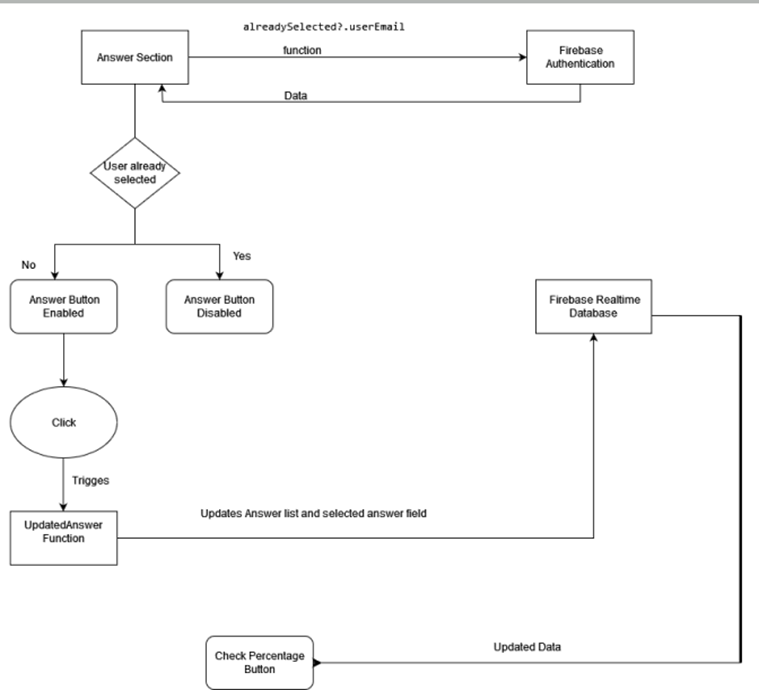 alreadySelected?.userEmail
function
Answer Section
Firebase
Authentication
Data
User already
selected
No
Yes
Answer Button
Enabled
Answer Button
Disabled
Firebase Realtime
Database
Click
Trigges
UpdatedAnswer
Function
Updates Answer list and selected answer field
Check Percentage
Button
Updated Data